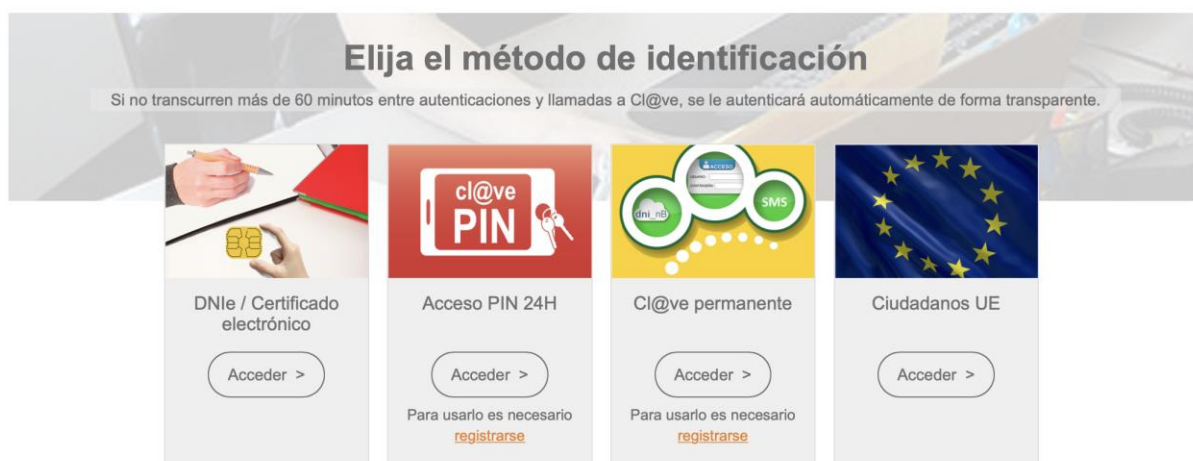 Elija el método de identificación
Si no transcurren más de 60 minutos entre autenticaciones y llamadas a Cl@ve, se le autenticará automáticamente de forma transparente.
cl@ve
PIN
ACCESO
dni_nB
SMS
DNIe / Certificado
electrónico
Acceder >
Acceso PIN 24H
Acceder >
Para usarlo es necesario
registrarse
Cl@ve permanente
Acceder >
Para usarlo es necesario
registrarse
Ciudadanos UE
Acceder >